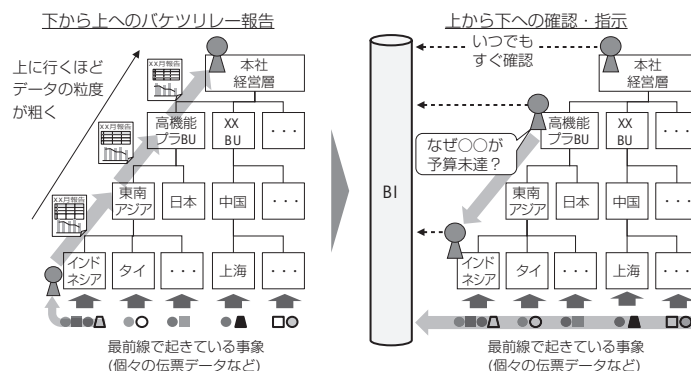 下から上へのバケツリレー報告
上に行くほど
データの粒度
が粗く
XX月報告
XX月報告
XX月報告
本社
経営層
高機能
プラBU
XX
BU
・・・
東南
アジア
日本
中国
・・・
インド
ネシア
タイ
・・・
上海
・・・
最前線で起きている事象
(個々の伝票データなど)
上から下への確認・指示
いつでも
すぐ確認
本社
経営層
高機能
プラBU
XX
BU
・・・
なぜ○○が
予算未達？
BI
東南
アジア
日本
中国
・・・
インド
ネシア
タイ
・・・
上海
・・・
最前線で起きている事象
(個々の伝票データなど)